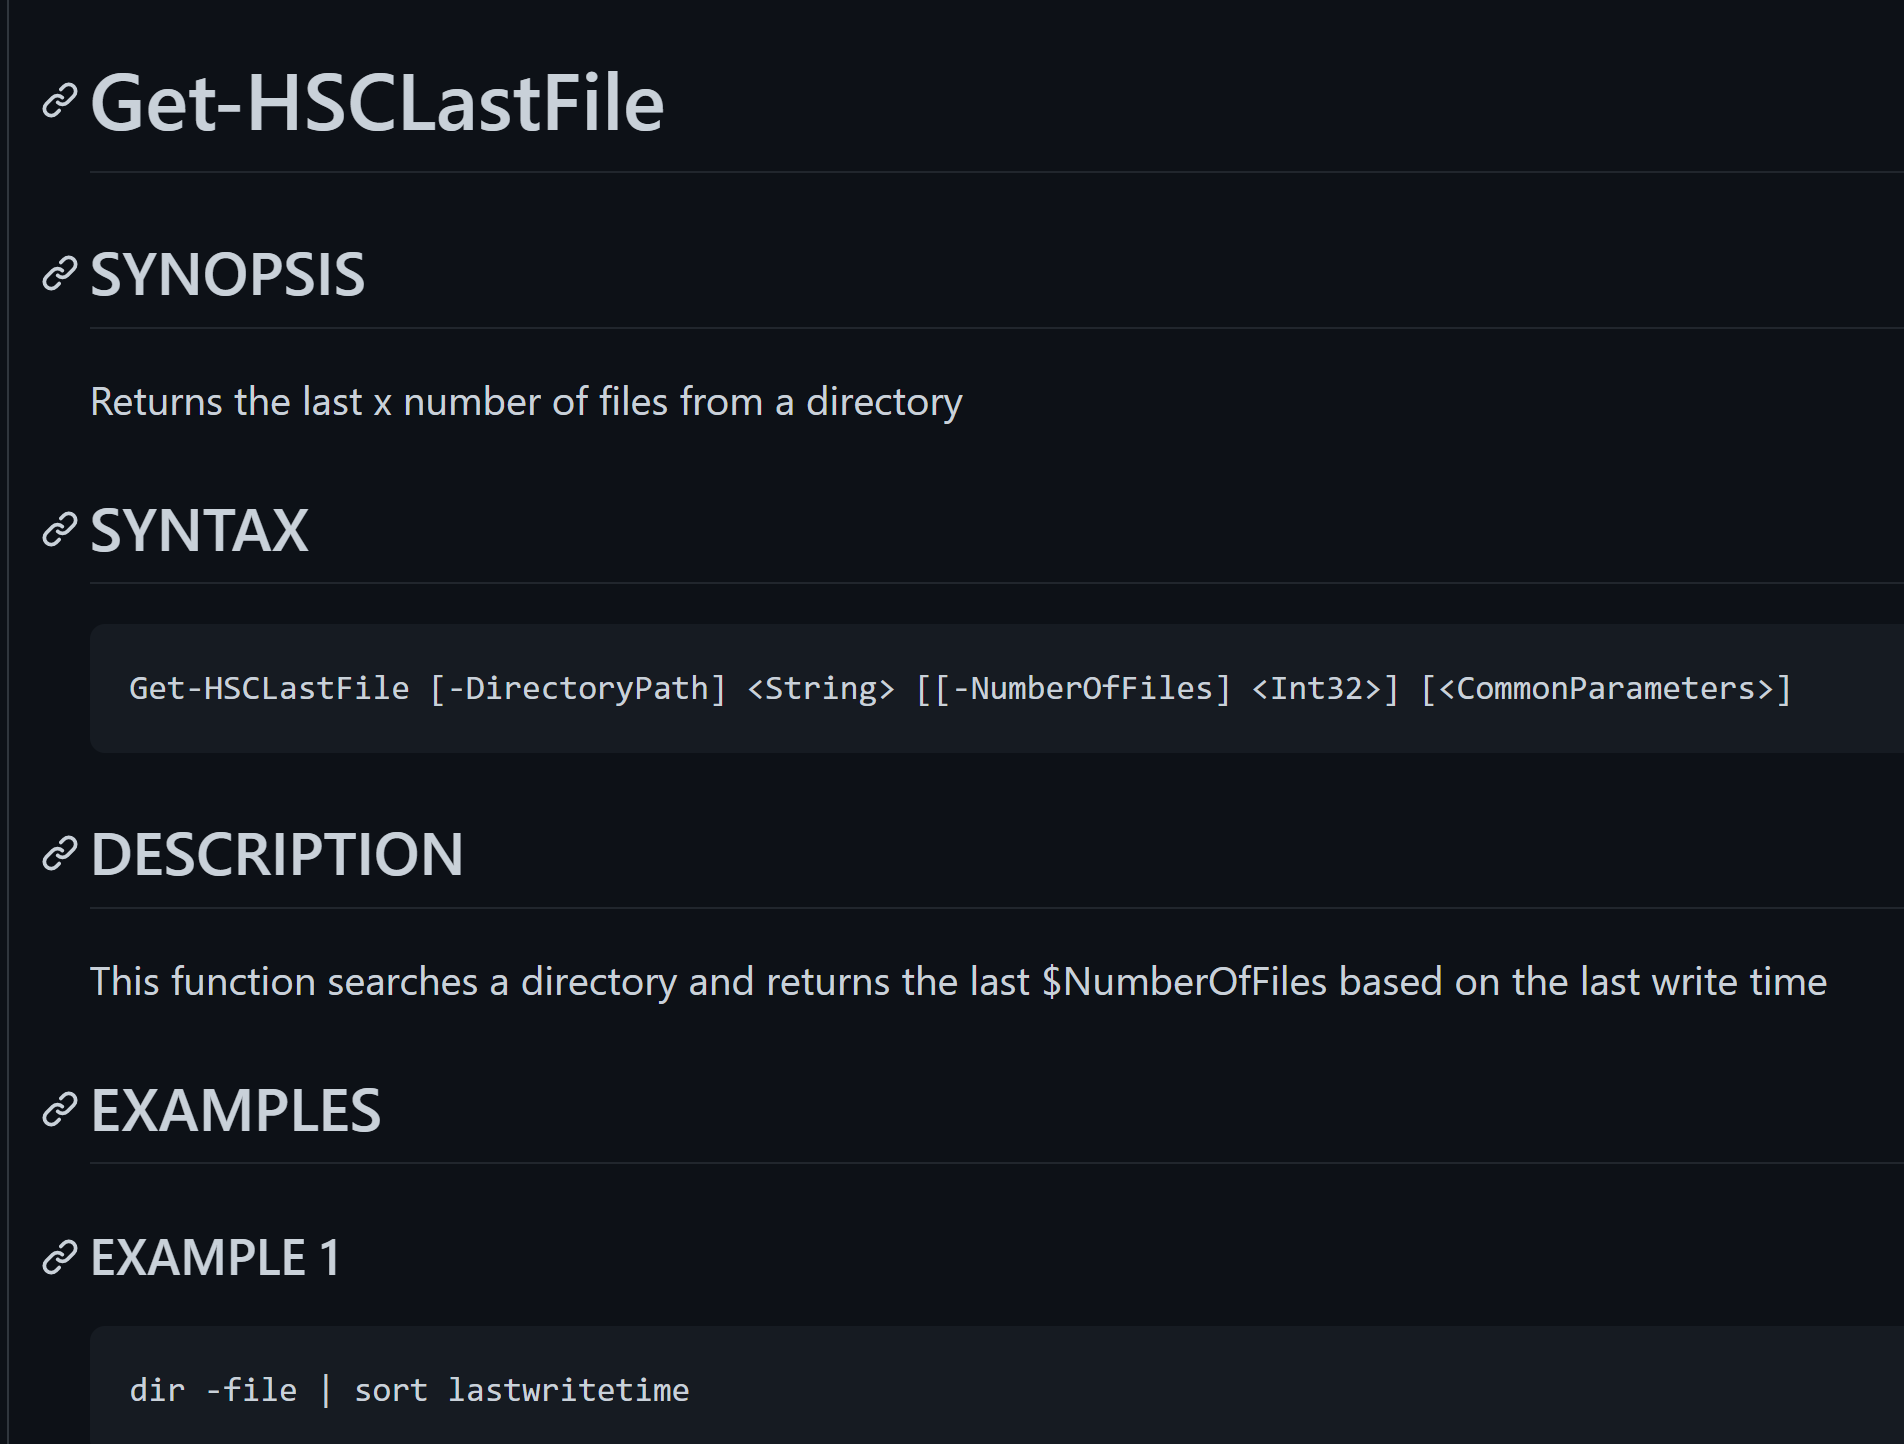 Get-HSCLastFile
SYNOPSIS
Returns the last x number of files from a directory
SYNTAX
Get-HSCLastFile [-DirectoryPath] <String> [[-NumberOfFiles] <Int32>] [<CommonParameters>]
DESCRIPTION
This function searches a directory and returns the last $NumberOfFiles based on the last write time
EXAMPLES
EXAMPLE 1
dir -file | sort lastwritetime